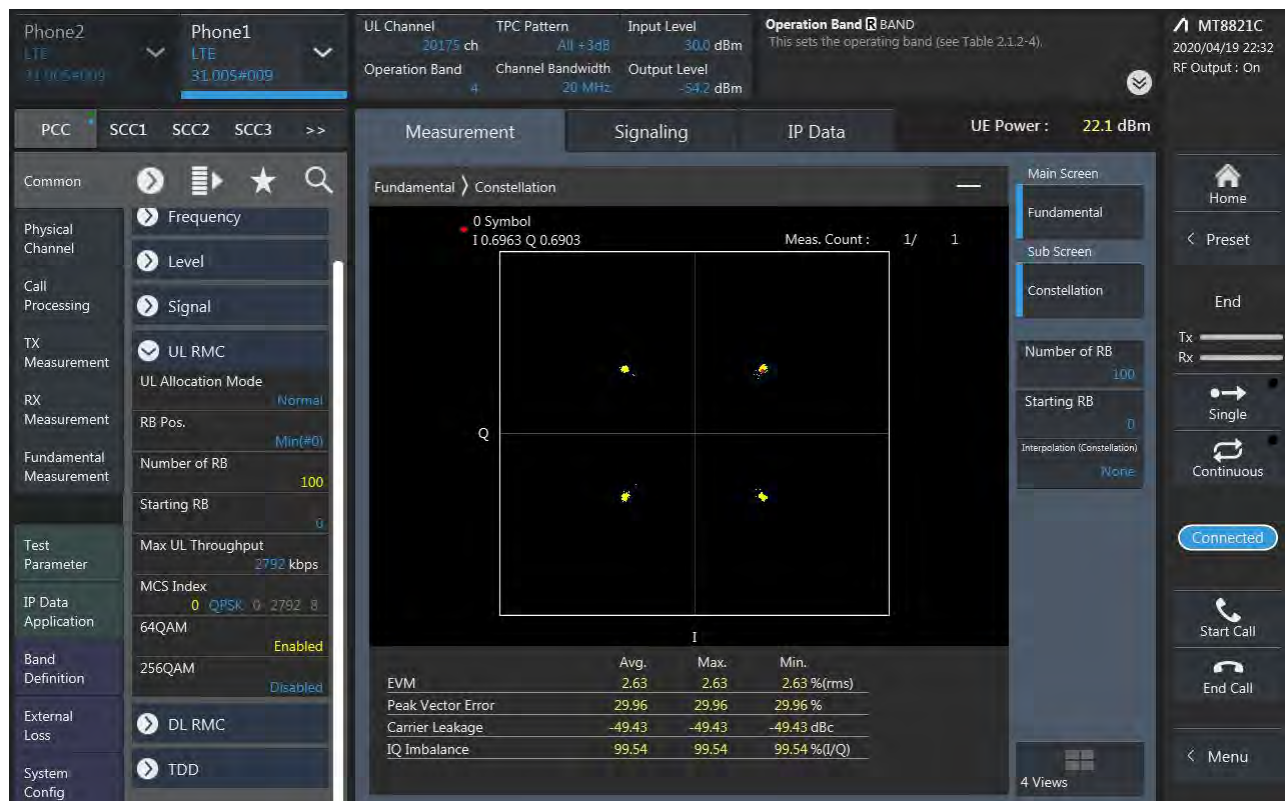 Phone2
LTE
31.005#009
Phone1
LTE
31.005#009
UL Channel
20175 ch
TPC Pattern
All +3dB
Input Level
30.0 dBm
Operation Band
4
Channel Bandwidth
20 MHz
Output Level
-54.2 dBm
Operation Band R BAND
This sets the operating band (see Table 2.1.2-4).
MT8821C
2020/04/19 22:32
RF Output : On
PCC SCC1 SCC2 SCC3 >>
Measurement Signaling IP Data
UE Power : 22.1 dBm
Common
Physical
Channel
Call
Processing
TX
Measurement
RX
Measurement
Fundamental
Measurement
Test
Parameter
IP Data
Application
Band
Definition
External
Loss
System
Config
Frequency
Level
Signal
UL RMC
UL Allocation Mode
Normal
RB Pos.
Min(#0)
Number of RB
100
Starting RB
0
Max UL Throughput
2792 kbps
MCS Index
0 QPSK 0 2792 8
64QAM
Enabled
256QAM
Disabled
DL RMC
TDD
Fundamental > Constellation
0 Symbol
I 0.6963 Q 0.6903
Meas. Count : 1/ 1
Q
I
Avg. Max. Min.
EVM 2.63 2.63 2.63 %(rms)
Peak Vector Error 29.96 29.96 29.96 %
Carrier Leakage -49.43 -49.43 -49.43 dBc
IQ Imbalance 99.54 99.54 99.54 %(I/Q)
Main Screen
Fundamental
Sub Screen
Constellation
Number of RB
100
Starting RB
0
Interpolation (Constellation)
None
4 Views
Home
< Preset
End
Tx
Rx
Single
Continuous
Connected
Start Call
End Call
< Menu